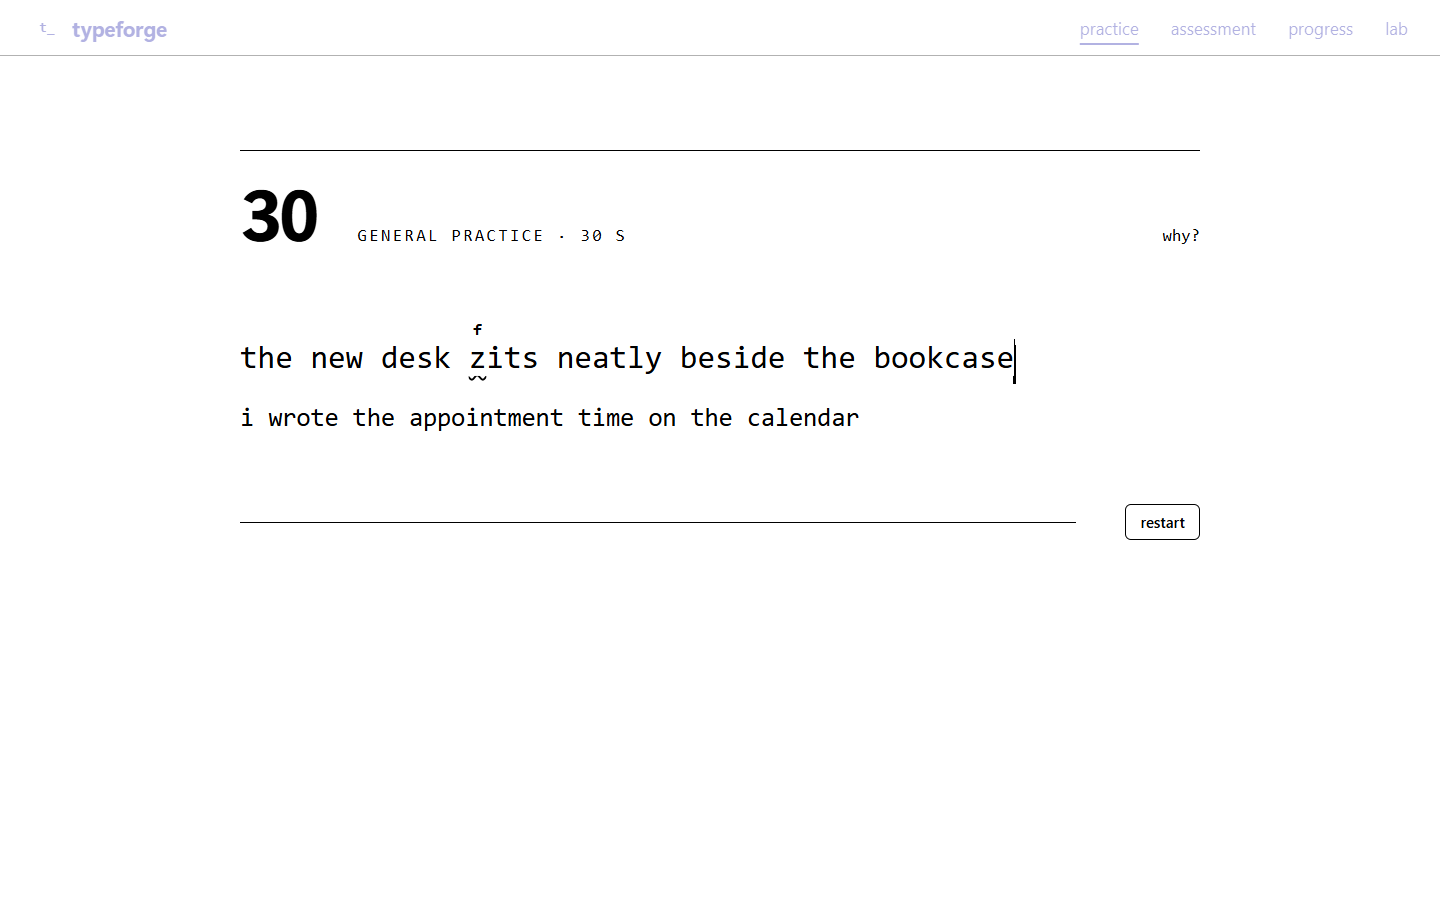 t_ typeforge practice assessment progress lab
30 GENERAL PRACTICE · 30 S why?
f
the new desk zits neatly beside the bookcase
i wrote the appointment time on the calendar
restart